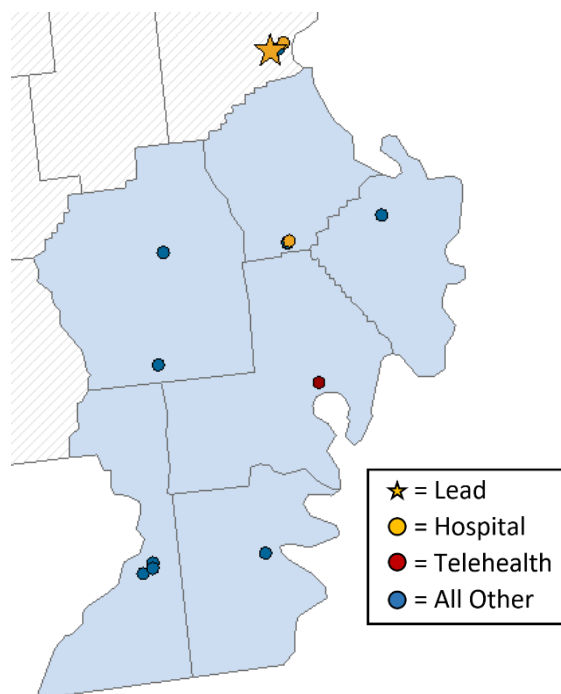 = Lead
= Hospital
= Telehealth
= All Other